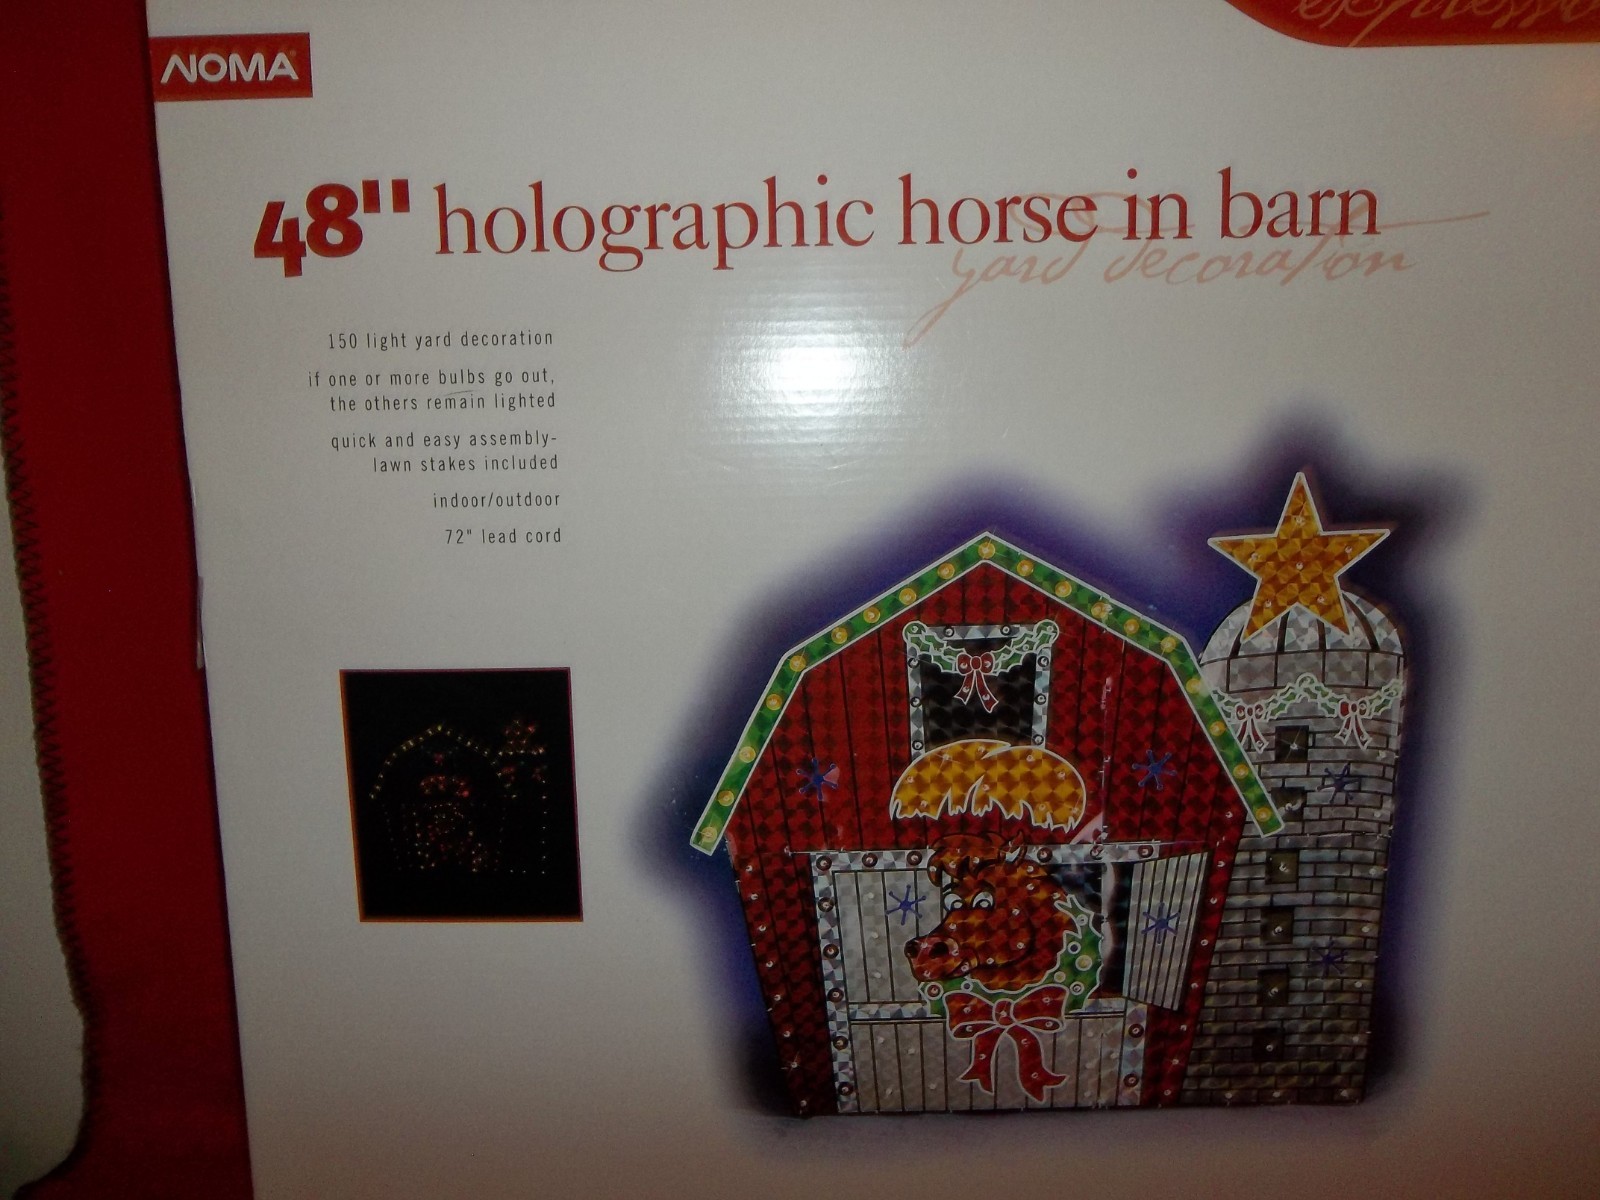 NOMA
48" holographic horse in barn
yard decoration
150 light yard decoration
if one or more bulbs go out,
the others remain lighted
quick and easy assembly-
lawn stakes included
indoor/outdoor
72" lead cord